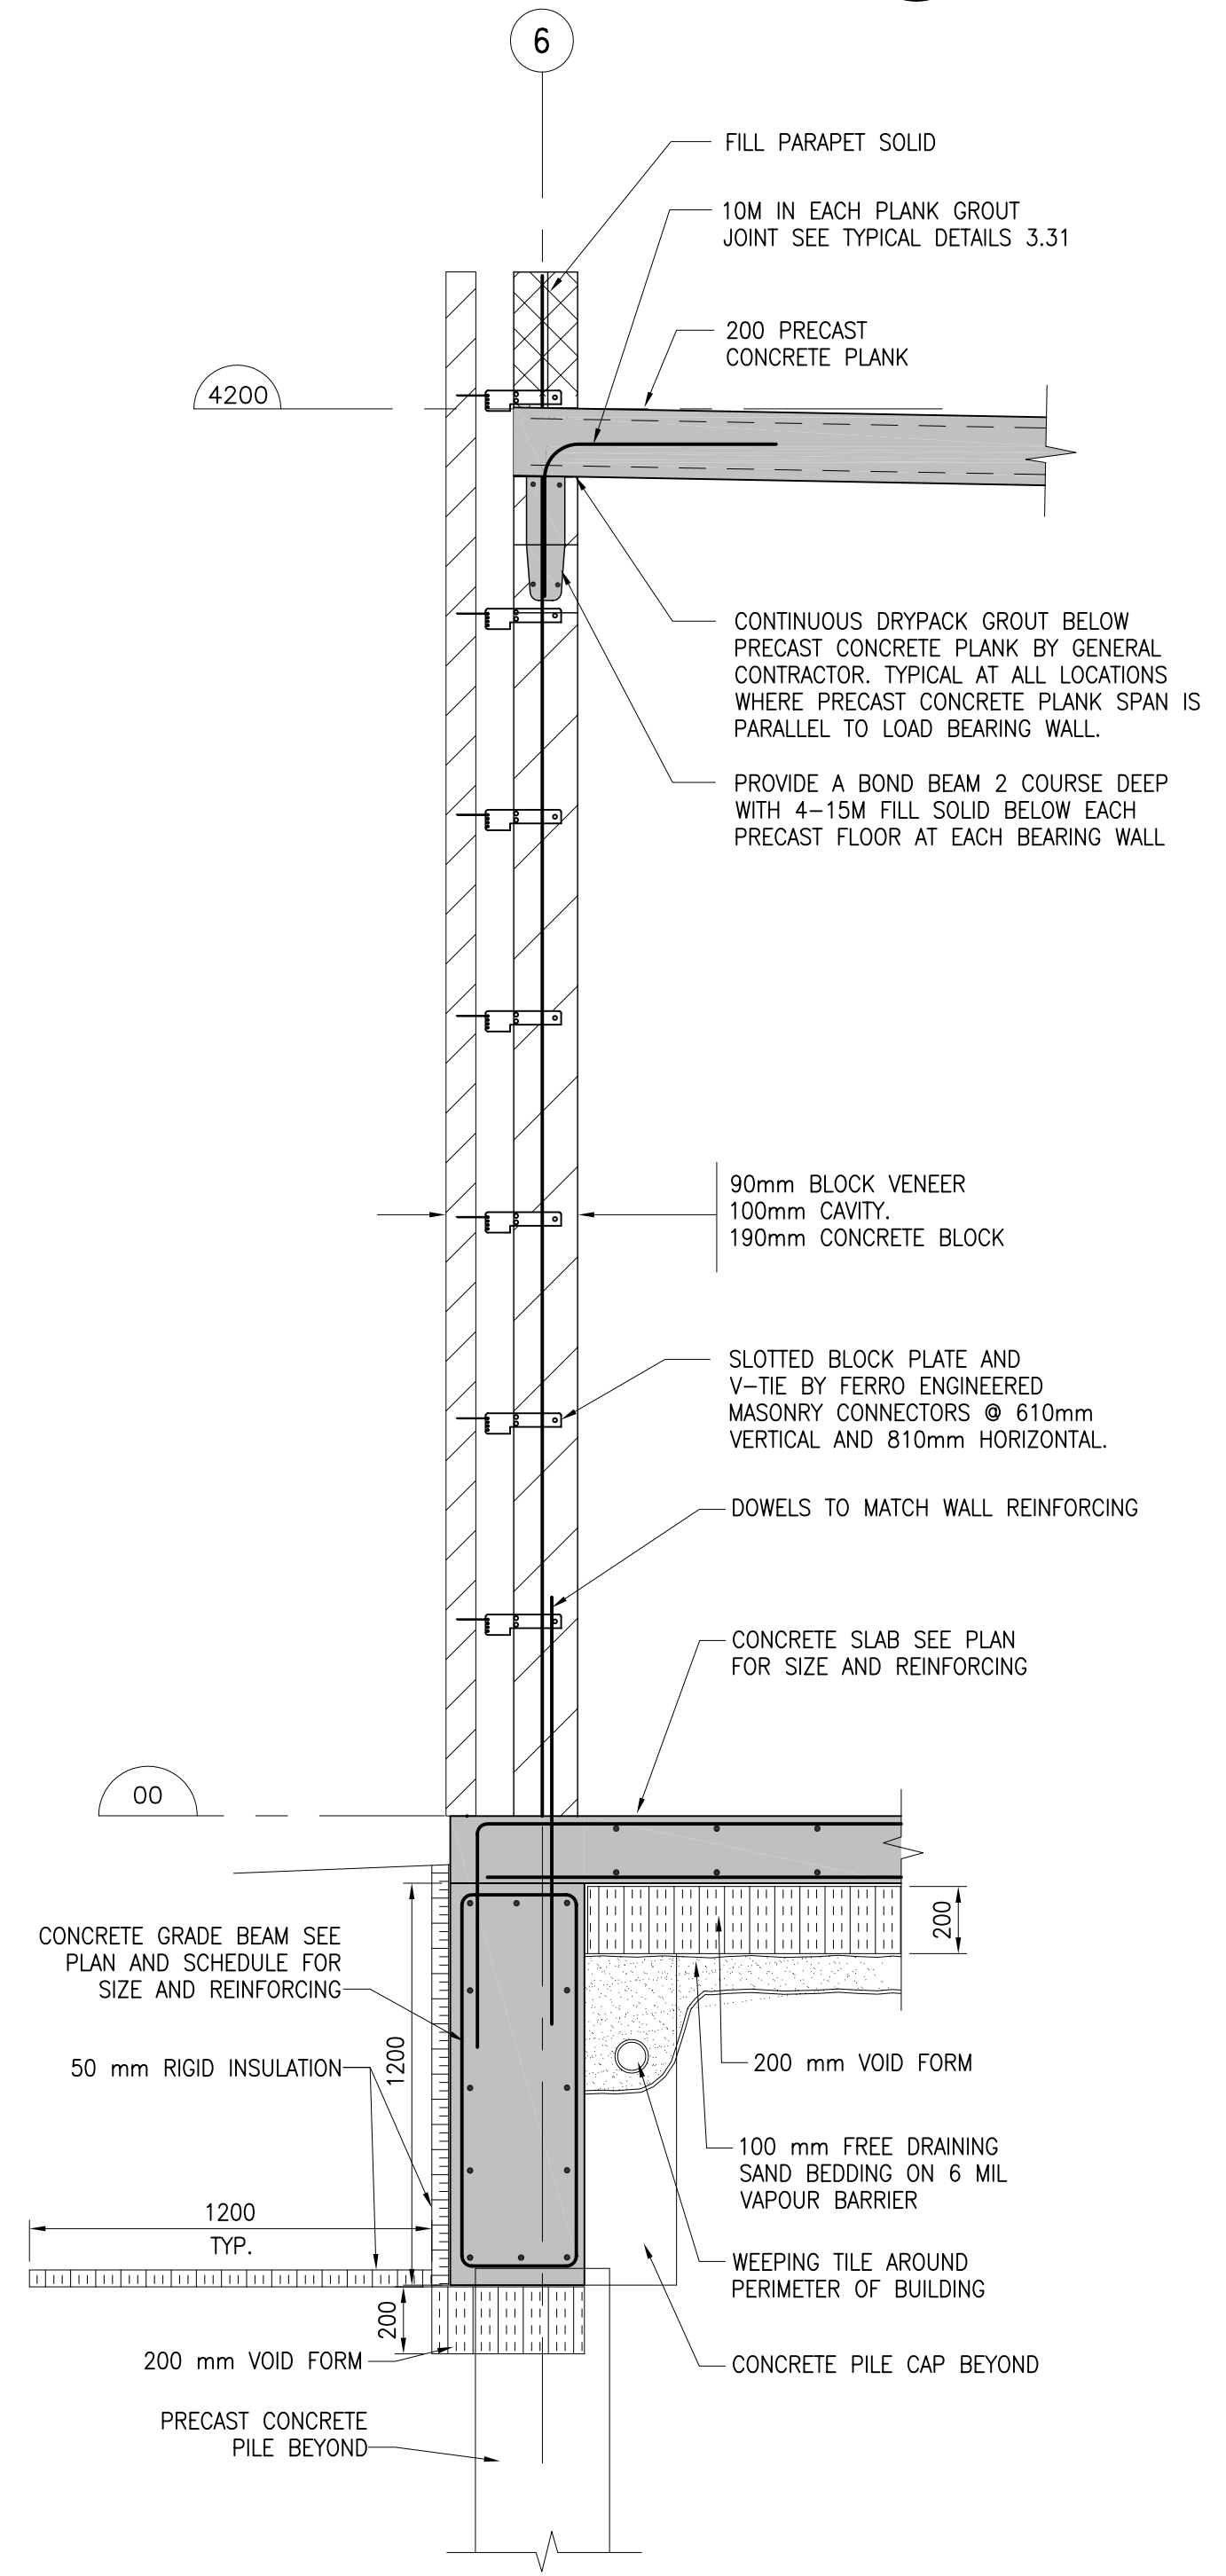 6
FILL PARAPET SOLID
10M IN EACH PLANK GROUT
JOINT SEE TYPICAL DETAILS 3.31
200 PRECAST
CONCRETE PLANK
4200
CONTINUOUS DRYPACK GROUT BELOW
PRECAST CONCRETE PLANK BY GENERAL
CONTRACTOR. TYPICAL AT ALL LOCATIONS
WHERE PRECAST CONCRETE PLANK SPAN IS
PARALLEL TO LOAD BEARING WALL.
PROVIDE A BOND BEAM 2 COURSE DEEP
WITH 4-15M FILL SOLID BELOW EACH
PRECAST FLOOR AT EACH BEARING WALL
90mm BLOCK VENEER
100mm CAVITY.
190mm CONCRETE BLOCK
SLOTTED BLOCK PLATE AND
V-TIE BY FERRO ENGINEERED
MASONRY CONNECTORS @ 610mm
VERTICAL AND 810mm HORIZONTAL.
DOWELS TO MATCH WALL REINFORCING
CONCRETE SLAB SEE PLAN
FOR SIZE AND REINFORCING
00
200
CONCRETE GRADE BEAM SEE
PLAN AND SCHEDULE FOR
SIZE AND REINFORCING
1200
50 mm RIGID INSULATION
200 mm VOID FORM
100 mm FREE DRAINING
SAND BEDDING ON 6 MIL
VAPOUR BARRIER
1200
TYP.
WEEPING TILE AROUND
PERIMETER OF BUILDING
200
200 mm VOID FORM
CONCRETE PILE CAP BEYOND
PRECAST CONCRETE
PILE BEYOND